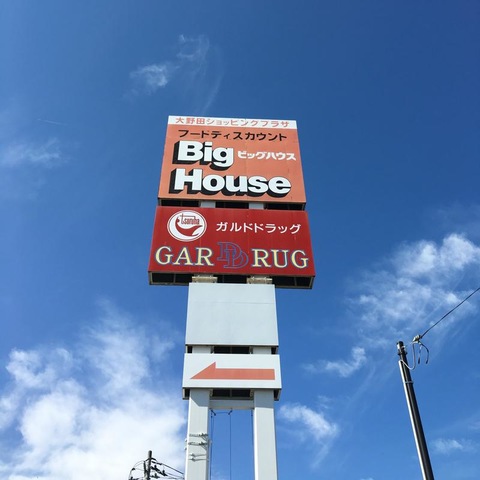 大野田ショッピングプラザ
フードディスカウント
Big ビッグハウス
House
ガルドドラッグ
GAR DD RUG